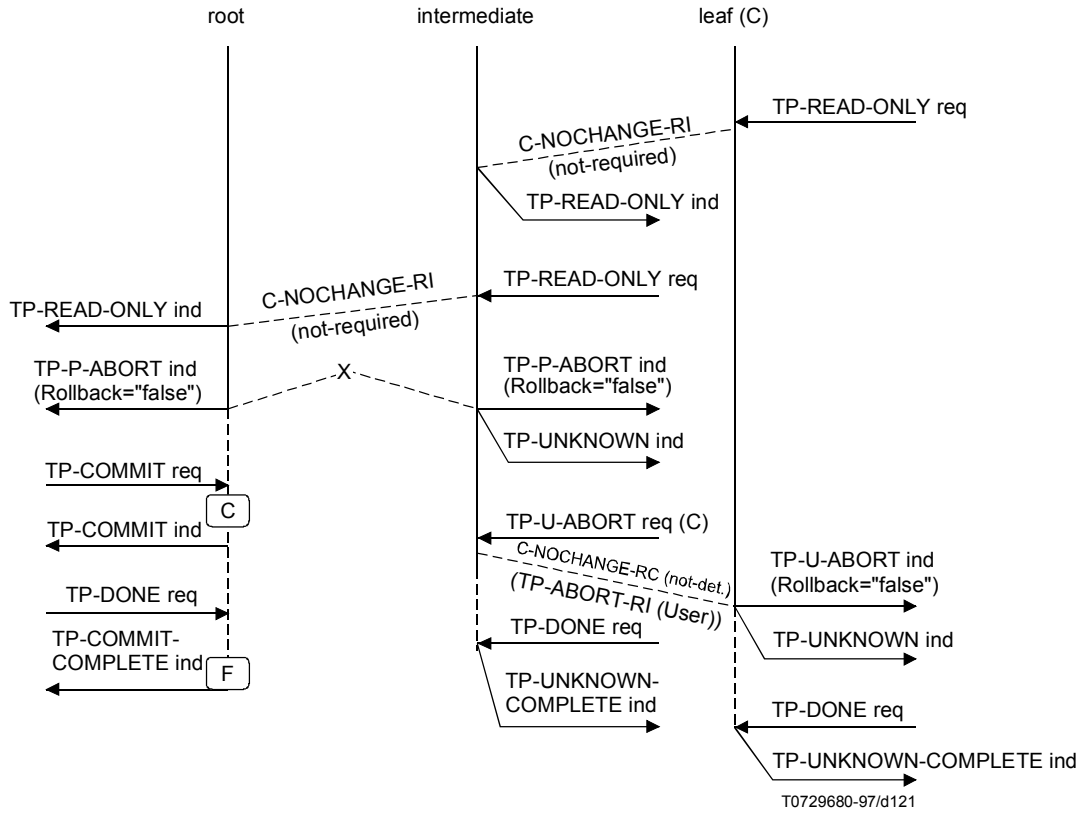 root
intermediate
leaf (C)
TP-READ-ONLY req
C-NOCHANGE-RI
(not-required)
TP-READ-ONLY ind
TP-READ-ONLY req
C-NOCHANGE-RI
(not-required)
TP-READ-ONLY ind
TP-P-ABORT ind
(Rollback="false")
X
TP-P-ABORT ind
(Rollback="false")
TP-UNKNOWN ind
TP-COMMIT req
C
TP-COMMIT ind
TP-U-ABORT req (C)
C-NOCHANGE-RC (not-det.)
(TP-ABORT-RI (User))
TP-U-ABORT ind
(Rollback="false")
TP-DONE req
TP-DONE req
TP-UNKNOWN ind
TP-COMMIT-
COMPLETE ind
F
TP-UNKNOWN-
COMPLETE ind
TP-DONE req
TP-UNKNOWN-COMPLETE ind
T0729680-97/d121